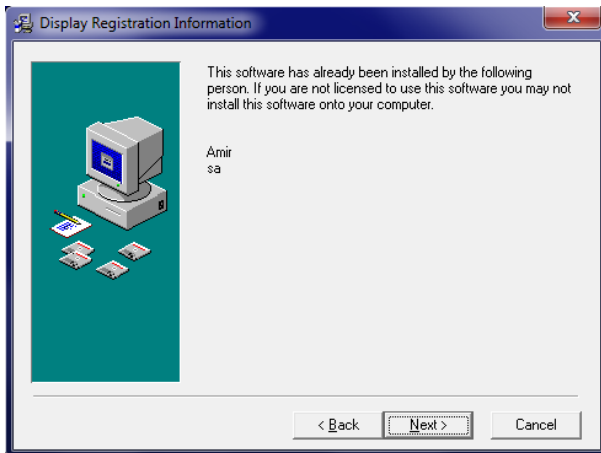 Display Registration Information
This software has already been installed by the following
person. If you are not licensed to use this software you may not
install this software onto your computer.
Amir
sa
< Back
Next >
Cancel